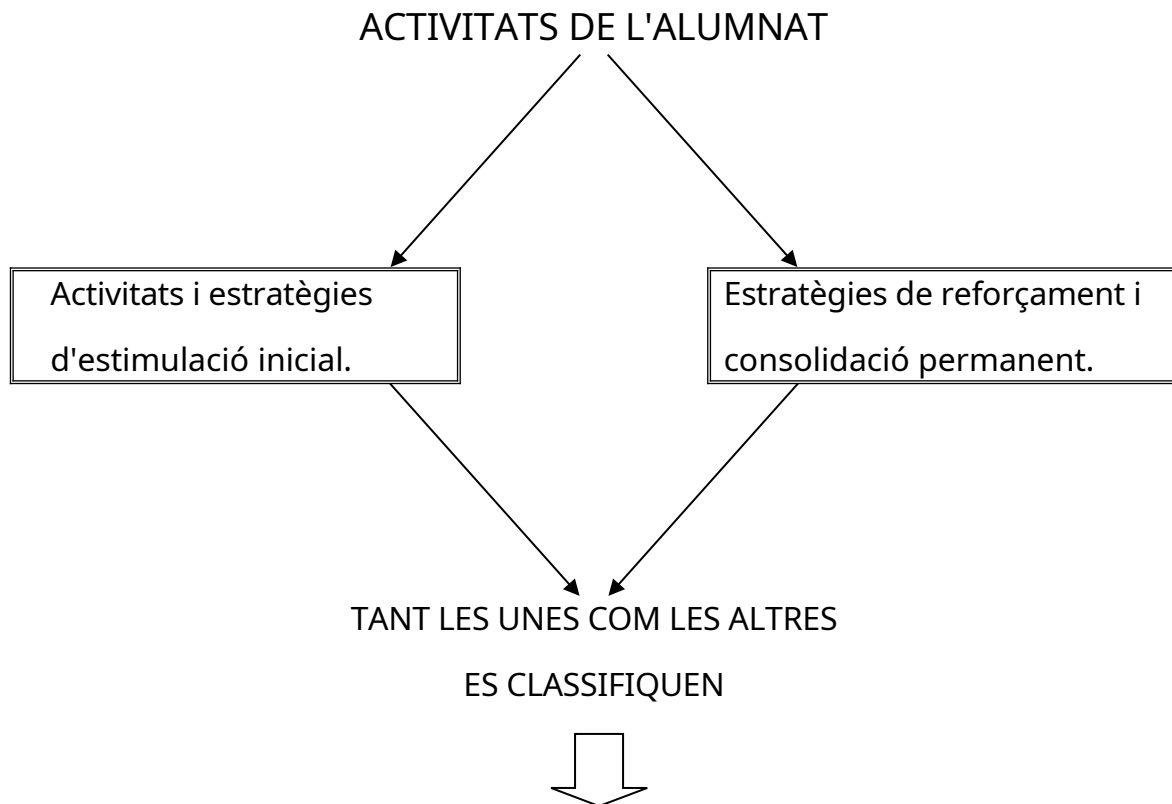 ACTIVITATS DE L'ALUMNAT
Activitats i estratègies
d'estimulació inicial.
Estratègies de reforçament i
consolidació permanent.
TANT LES UNES COM LES ALTRES
ES CLASSIFIQUEN